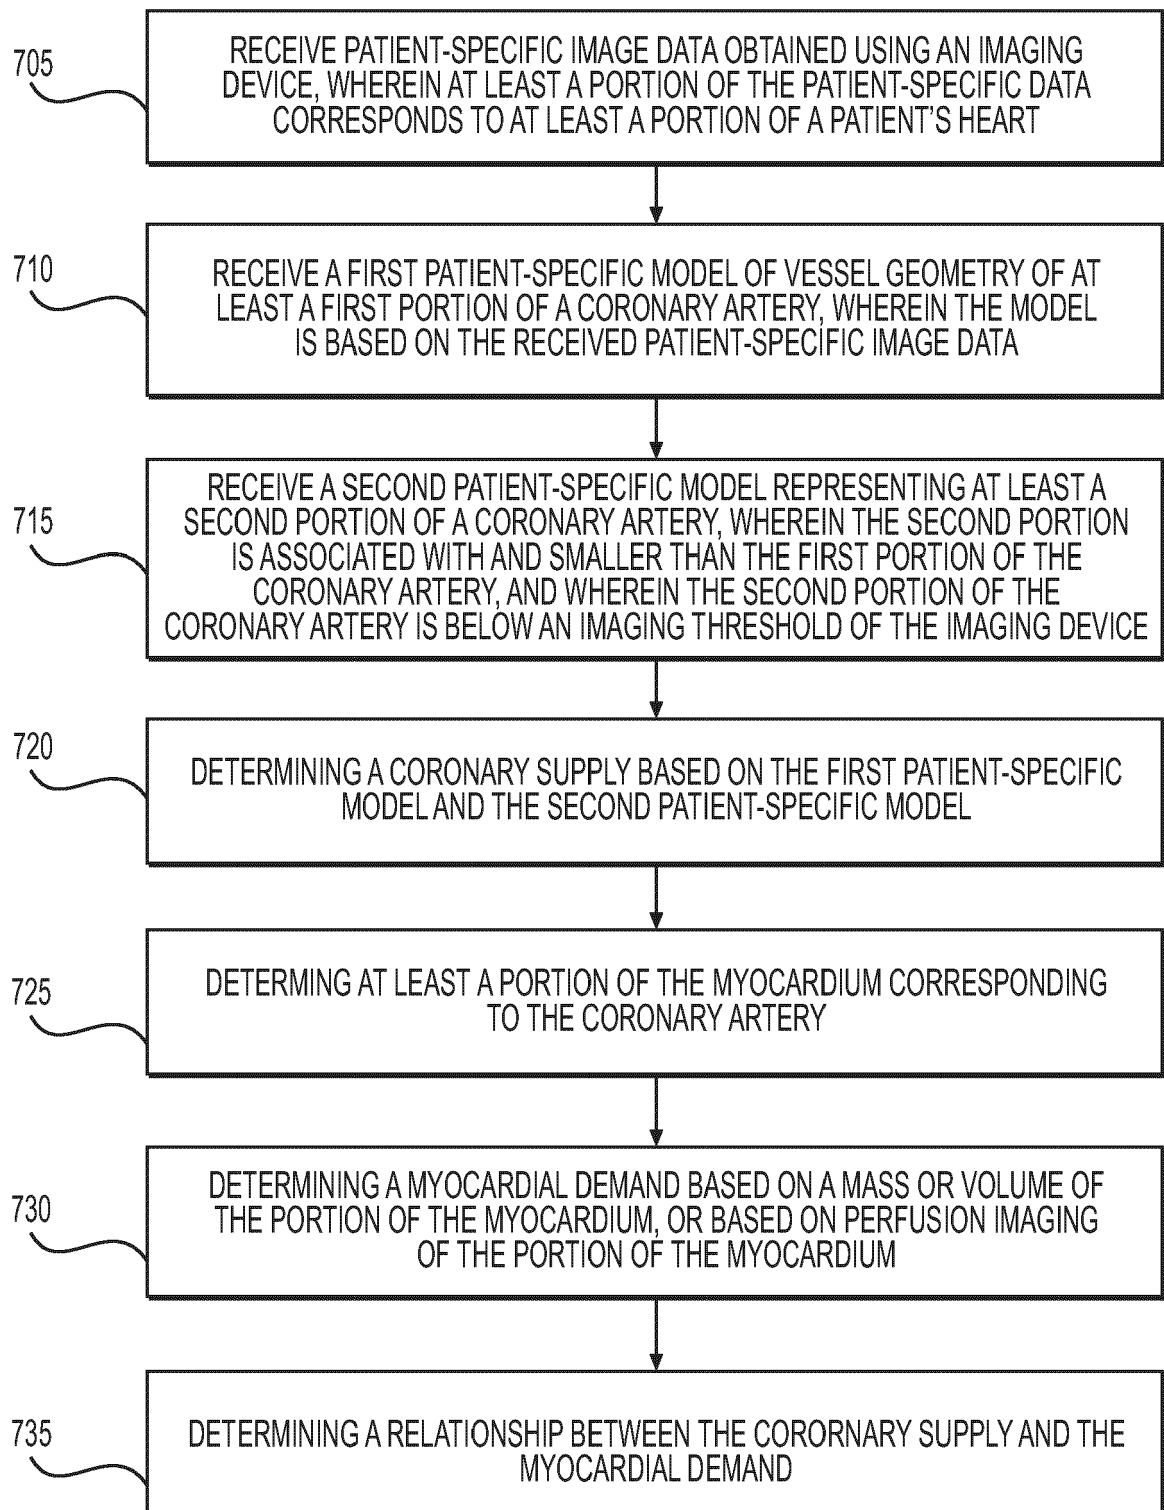 705
RECEIVE PATIENT-SPECIFIC IMAGE DATA OBTAINED USING AN IMAGING
DEVICE, WHEREIN AT LEAST A PORTION OF THE PATIENT-SPECIFIC DATA
CORRESPONDS TO AT LEAST A PORTION OF A PATIENT'S HEART
710
RECEIVE A FIRST PATIENT-SPECIFIC MODEL OF VESSEL GEOMETRY OF AT
LEAST A FIRST PORTION OF A CORONARY ARTERY, WHEREIN THE MODEL
IS BASED ON THE RECEIVED PATIENT-SPECIFIC IMAGE DATA
715
RECEIVE A SECOND PATIENT-SPECIFIC MODEL REPRESENTING AT LEAST A
SECOND PORTION OF A CORONARY ARTERY, WHEREIN THE SECOND PORTION
IS ASSOCIATED WITH AND SMALLER THAN THE FIRST PORTION OF THE
CORONARY ARTERY, AND WHEREIN THE SECOND PORTION OF THE
CORONARY ARTERY IS BELOW AN IMAGING THRESHOLD OF THE IMAGING DEVICE
720
DETERMINING A CORONARY SUPPLY BASED ON THE FIRST PATIENT-SPECIFIC
MODEL AND THE SECOND PATIENT-SPECIFIC MODEL
725
DETERMING AT LEAST A PORTION OF THE MYOCARDIUM CORRESPONDING
TO THE CORONARY ARTERY
730
DETERMINING A MYOCARDIAL DEMAND BASED ON A MASS OR VOLUME OF
THE PORTION OF THE MYOCARDIUM, OR BASED ON PERFUSION IMAGING
OF THE PORTION OF THE MYOCARDIUM
735
DETERMINING A RELATIONSHIP BETWEEN THE CORORNARY SUPPLY AND THE
MYOCARDIAL DEMAND